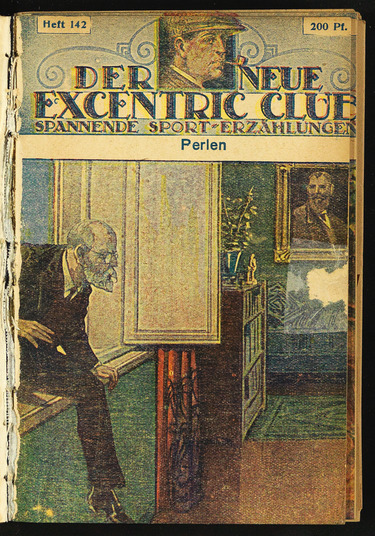 Heft 142
200 Pf.
DER NEUE
EXCENTRIC CLUB
SPANNENDE SPORT-ERZÄHLUNGEN
Perlen